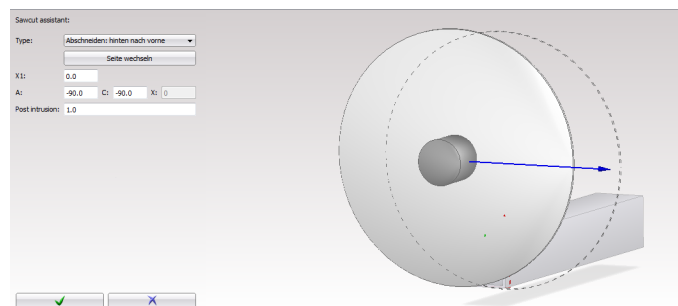 Sawcut assistant:
Type: Abschneiden: hinten nach vorne
Seite wechseln
X1: 0.0
A: -90.0 C: -90.0 X: 0
Post intrusion: 1.0